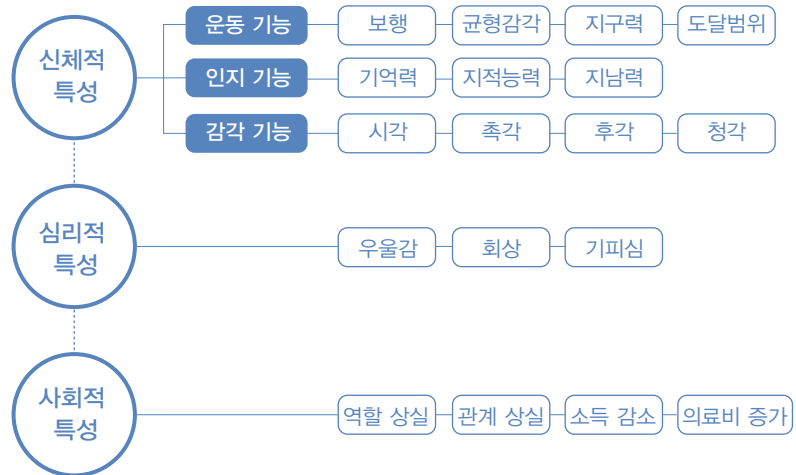 신체적
특성
운동 기능 보행 균형감각 지구력 도달범위
인지 기능 기억력 지적능력 지남력
감각 기능 시각 촉각 후각 청각
심리적
특성
우울감 회상 기피심
사회적
특성
역할 상실 관계 상실 소득 감소 의료비 증가